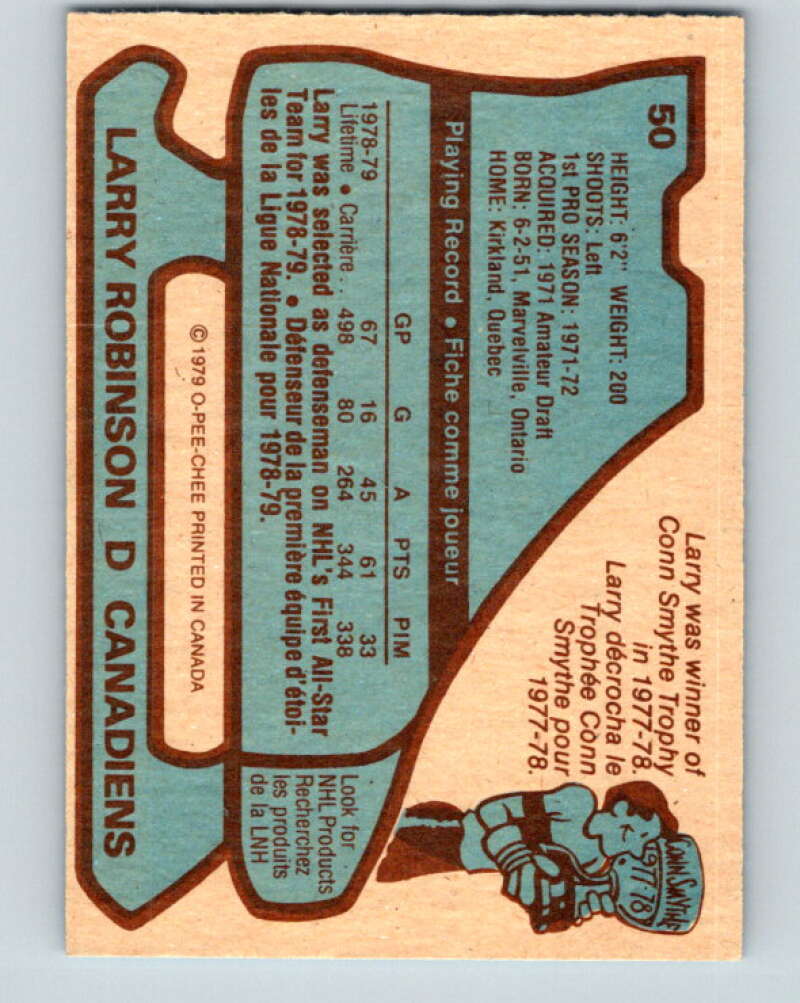 50
HEIGHT: 6'2" WEIGHT: 200
SHOOTS: Left
1st PRO SEASON: 1971-72
ACQUIRED: 1971 Amateur Draft
BORN: 6-2-51, Marvelville, Ontario
HOME: Kirkland, Quebec
Larry was winner of
Conn Smythe Trophy
in 1977-78.
Larry décrocha le
Trophée Conn
Smythe pour
1977-78.
CONN SMYTHE
1977-78
Playing Record • Fiche comme joueur
GP G A PTS PIM
1978-79 67 16 45 61 33
Lifetime • Carrière... 498 80 264 344 338
Larry was selected as defenseman on NHL's First All-Star
Team for 1978-79. • Défenseur de la première équipe d'étoi-
les de la Ligue Nationale pour 1978-79.
Look for
NHL Products
Recherchez
les produits
de la LNH
© 1979 O-PEE-CHEE PRINTED IN CANADA
LARRY ROBINSON D CANADIENS